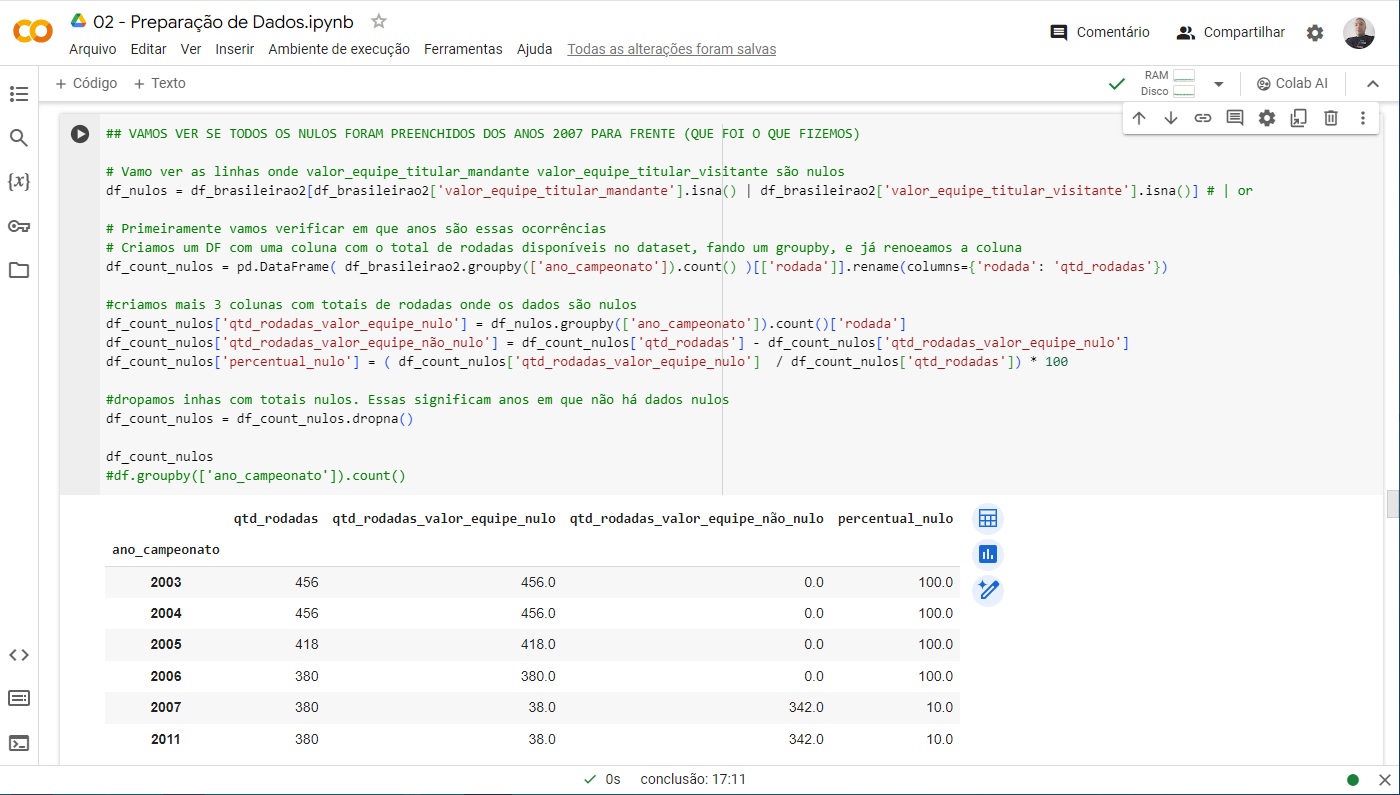 02 - Preparação de Dados.ipynb
Arquivo Editar Ver Inserir Ambiente de execução Ferramentas Ajuda Todas as alterações foram salvas
Comentário
Compartilhar
+ Código + Texto
RAM
Disco
Colab AI
## VAMOS VER SE TODOS OS NULOS FORAM PREENCHIDOS DOS ANOS 2007 PARA FRENTE (QUE FOI O QUE FIZEMOS)
# Vamo ver as linhas onde valor_equipe_titular_mandante valor_equipe_titular_visitante são nulos
df_nulos = df_brasileirao2[df_brasileirao2['valor_equipe_titular_mandante'].isna() | df_brasileirao2['valor_equipe_titular_visitante'].isna()] # | or
# Primeiramente vamos verificar em que anos são essas ocorrências
# Criamos um DF com uma coluna com o total de rodadas disponíveis no dataset, fando um groupby, e já renoeamos a coluna
df_count_nulos = pd.DataFrame( df_brasileirao2.groupby(['ano_campeonato']).count() )[['rodada']].rename(columns={'rodada': 'qtd_rodadas'})
#criamos mais 3 colunas com totais de rodadas onde os dados são nulos
df_count_nulos['qtd_rodadas_valor_equipe_nulo'] = df_nulos.groupby(['ano_campeonato']).count()['rodada']
df_count_nulos['qtd_rodadas_valor_equipe_não_nulo'] = df_count_nulos['qtd_rodadas'] - df_count_nulos['qtd_rodadas_valor_equipe_nulo']
df_count_nulos['percentual_nulo'] = ( df_count_nulos['qtd_rodadas_valor_equipe_nulo']  / df_count_nulos['qtd_rodadas']) * 100
#dropamos inhas com totais nulos. Essas significam anos em que não há dados nulos
df_count_nulos = df_count_nulos.dropna()
df_count_nulos
#df.groupby(['ano_campeonato']).count()
qtd_rodadas qtd_rodadas_valor_equipe_nulo qtd_rodadas_valor_equipe_não_nulo percentual_nulo
ano_campeonato
2003 456 456.0 0.0 100.0
2004 456 456.0 0.0 100.0
2005 418 418.0 0.0 100.0
2006 380 380.0 0.0 100.0
2007 380 38.0 342.0 10.0
2011 380 38.0 342.0 10.0
0s conclusão: 17:11